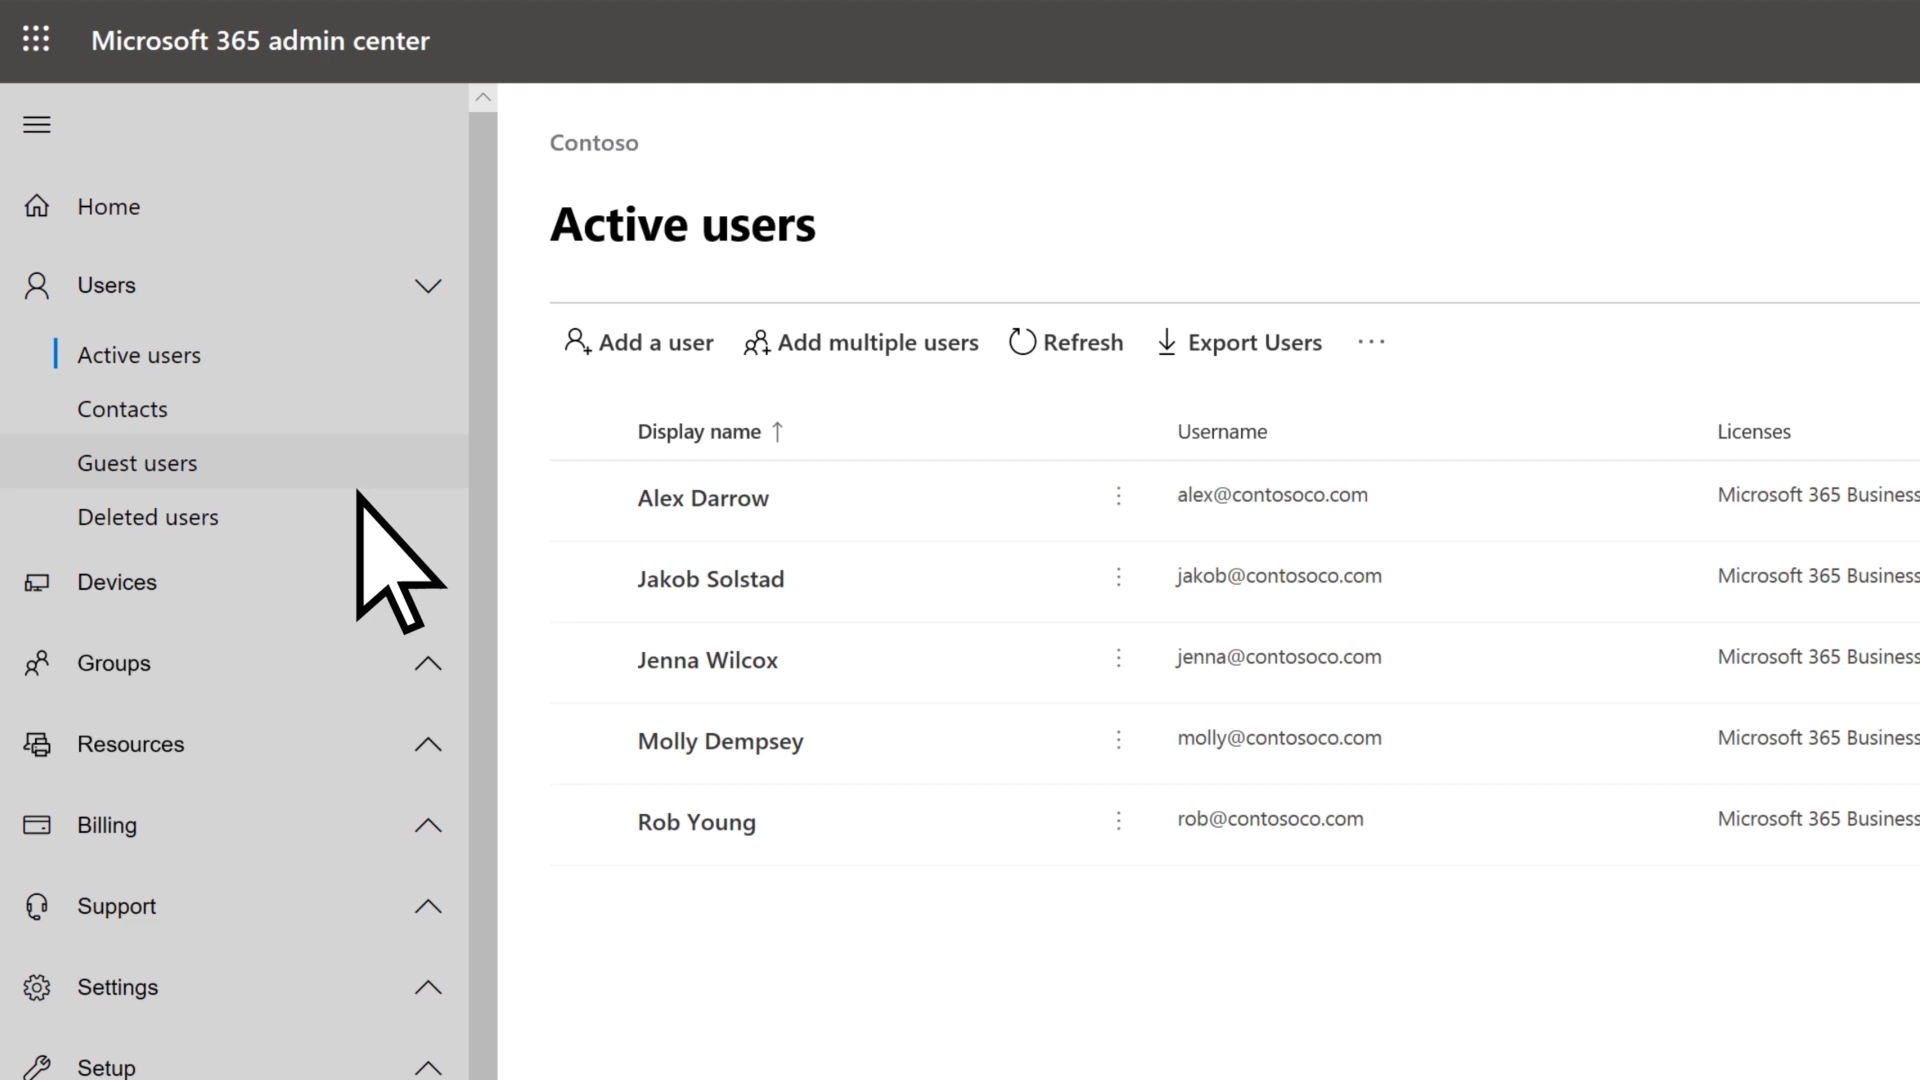 Microsoft 365 admin center
Home
Users
Active users
Contacts
Guest users
Deleted users
Devices
Groups
Resources
Billing
Support
Settings
Setup
Contoso
Active users
Add a user Add multiple users Refresh Export Users ...
Display name ↑ Username Licenses
Alex Darrow alex@contosoco.com Microsoft 365 Business
Jakob Solstad jakob@contosoco.com Microsoft 365 Business
Jenna Wilcox jenna@contosoco.com Microsoft 365 Business
Molly Dempsey molly@contosoco.com Microsoft 365 Business
Rob Young rob@contosoco.com Microsoft 365 Business